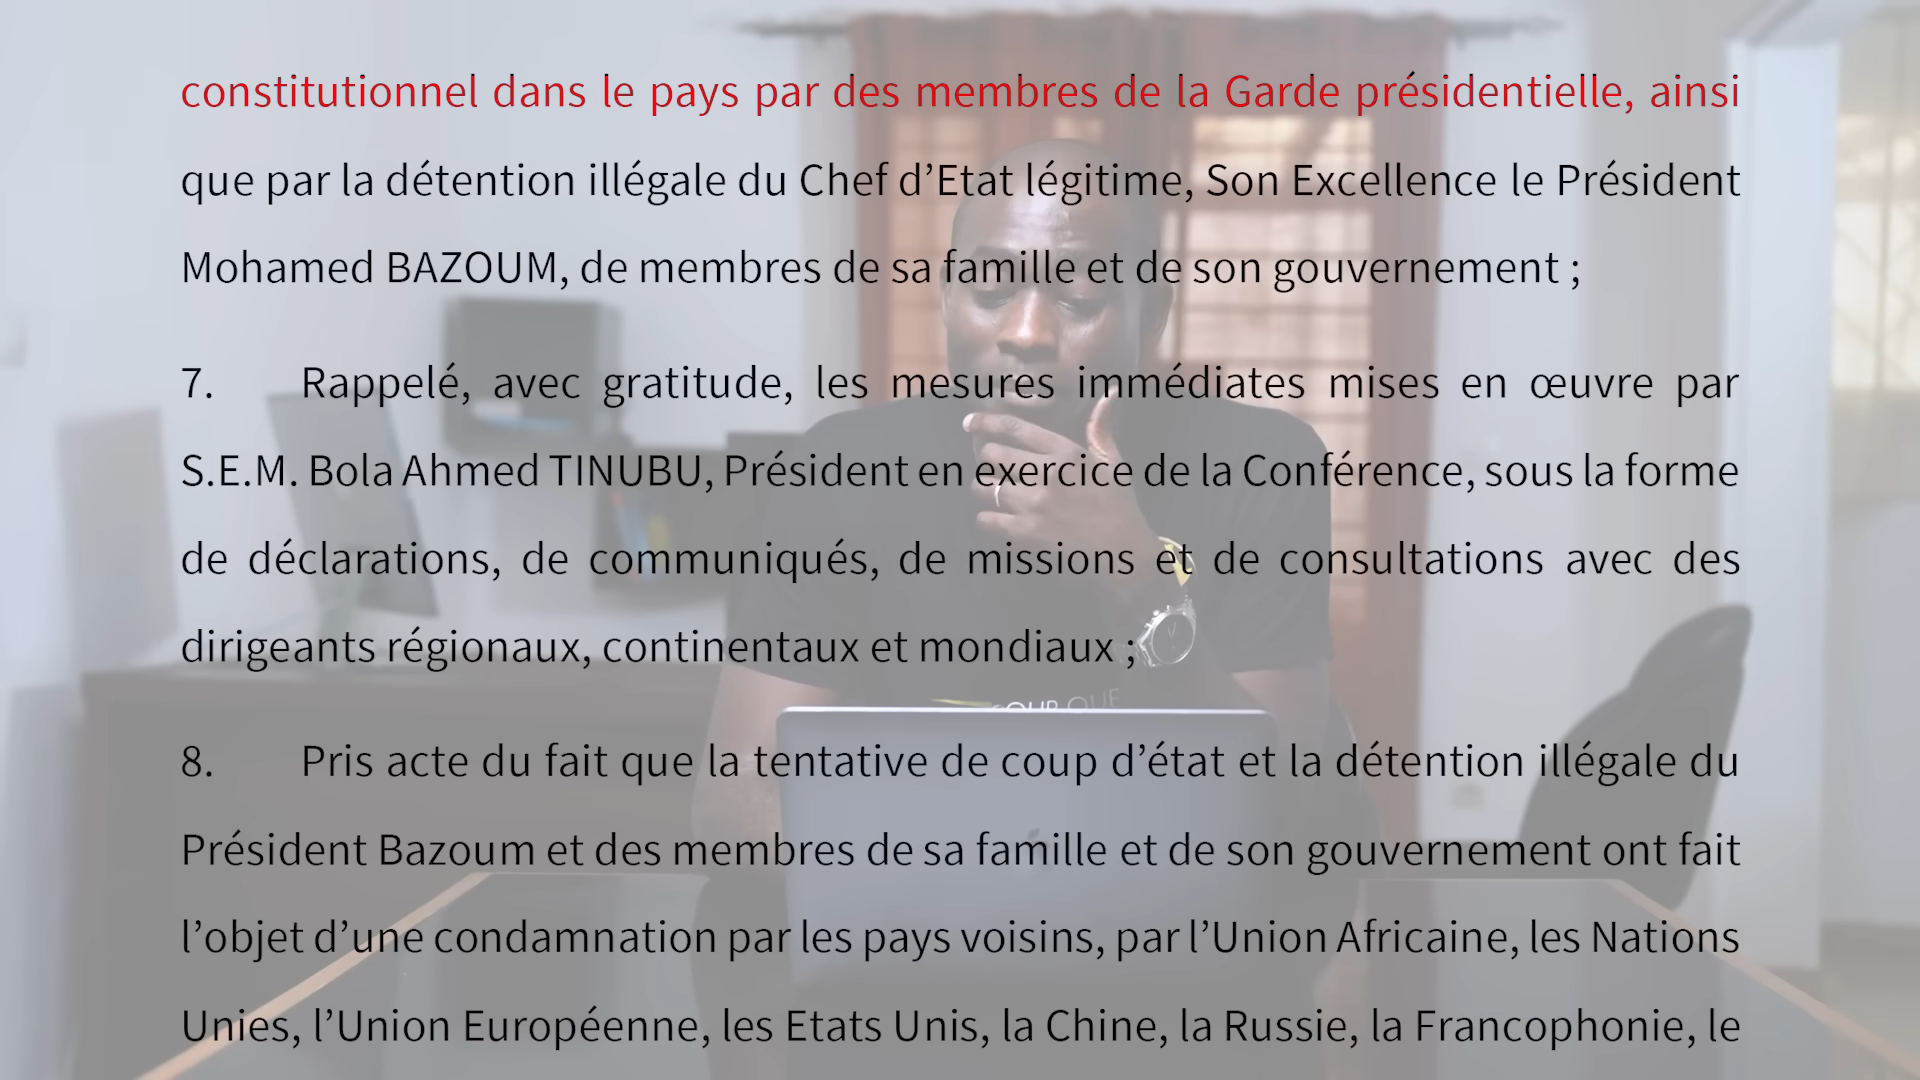 constitutionnel dans le pays par des membres de la Garde présidentielle, ainsi
que par la détention illégale du Chef d’Etat légitime, Son Excellence le Président
Mohamed BAZOUM, de membres de sa famille et de son gouvernement ;
7. Rappelé, avec gratitude, les mesures immédiates mises en œuvre par
S.E.M. Bola Ahmed TINUBU, Président en exercice de la Conférence, sous la forme
de déclarations, de communiqués, de missions et de consultations avec des
dirigeants régionaux, continentaux et mondiaux ;
QUE
8. Pris acte du fait que la tentative de coup d’état et la détention illégale du
Président Bazoum et des membres de sa famille et de son gouvernement ont fait
l’objet d’une condamnation par les pays voisins, par l’Union Africaine, les Nations
Unies, l’Union Européenne, les Etats Unis, la Chine, la Russie, la Francophonie, le